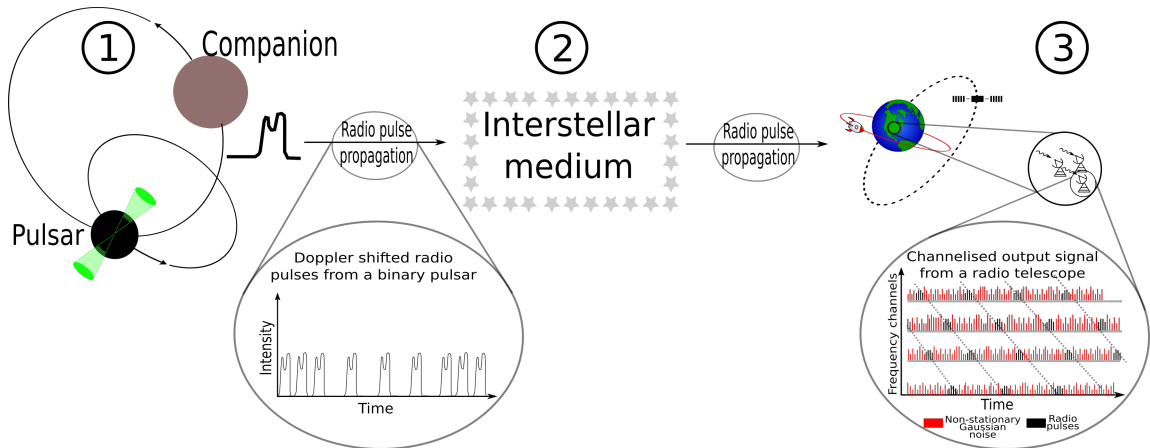 1
Companion
Pulsar
Radio pulse
propagation
Doppler shifted radio
pulses from a binary pulsar
Intensity
Time
2
Interstellar
medium
Radio pulse
propagation
3
Channelised output signal
from a radio telescope
Frequency channels
Time
Non-stationary
Gaussian
noise
Radio
pulses